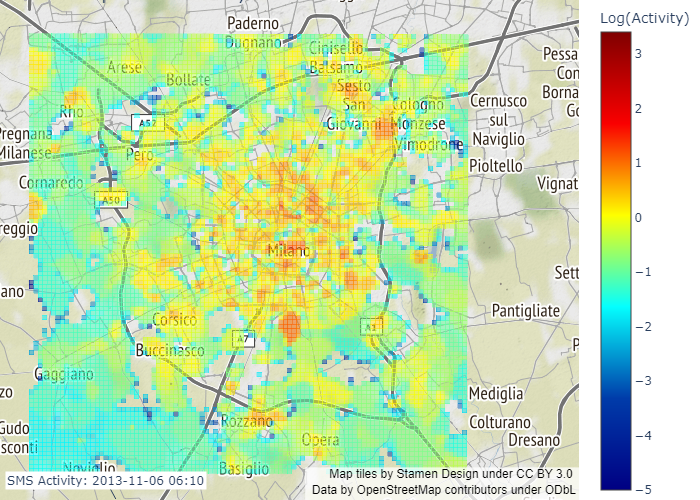 Paderno
Dugnano
Log(Activity)
Cinisello
Balsamo
Arese
Bollate
Sesto
San
Giovanni
Cologno
Monzese
Vimodrone
Pessa
Con
Borna
Go
Cernusco
sul
Naviglio
Rho
A52
Pregnana
Milanese
Pero
Pioltello
Cornaredo
Vignat
A50
reggio
Milano
Sett
ano
Pantigliate
Corsico
A1
A7
Buccinasco
P
Gaggiano
Mediglia
zo
Rozzano
Colturano
Gudo
sconti
Opera
Dresano
Noviglio
Basiglio
SMS Activity: 2013-11-06 06:10
Map tiles by Stamen Design under CC BY 3.0
Data by OpenStreetMap contributors under ODbL
3
2
1
0
−1
−2
−3
−4
−5